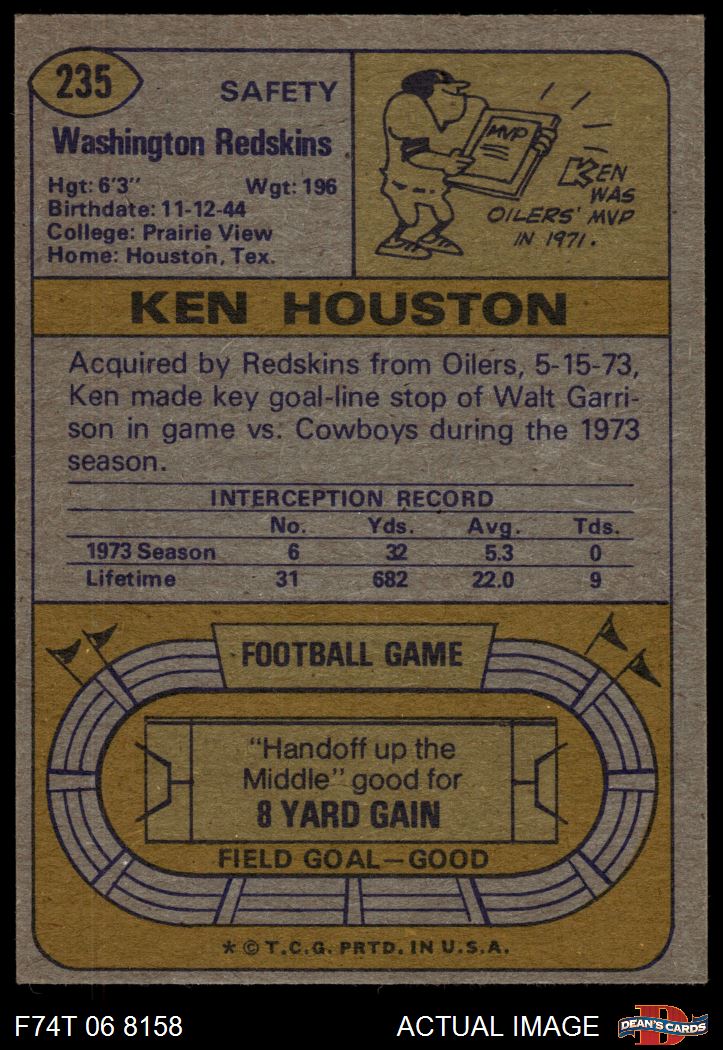 235
SAFETY
Washington Redskins
Hgt: 6'3" Wgt: 196
Birthdate: 11-12-44
College: Prairie View
Home: Houston, Tex.
MVP
KEN
WAS
OILERS' MVP
IN 1971.
KEN HOUSTON
Acquired by Redskins from Oilers, 5-15-73,
Ken made key goal-line stop of Walt Garri-
son in game vs. Cowboys during the 1973
season.
INTERCEPTION RECORD
No. Yds. Avg. Tds.
1973 Season 6 32 5.3 0
Lifetime 31 682 22.0 9
FOOTBALL GAME
"Handoff up the
Middle" good for
8 YARD GAIN
FIELD GOAL—GOOD
* © T.C.G. PRTD. IN U.S.A.
F74T 06 8158 ACTUAL IMAGE
D
DEAN'S CARDS